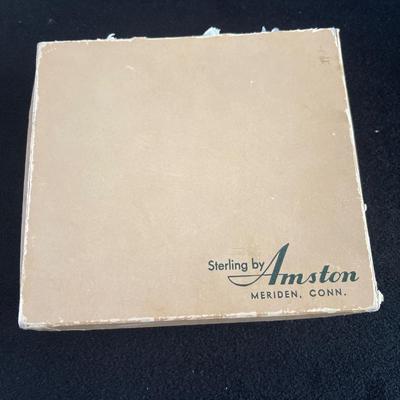 Sterling by Amston
MERIDEN, CONN.